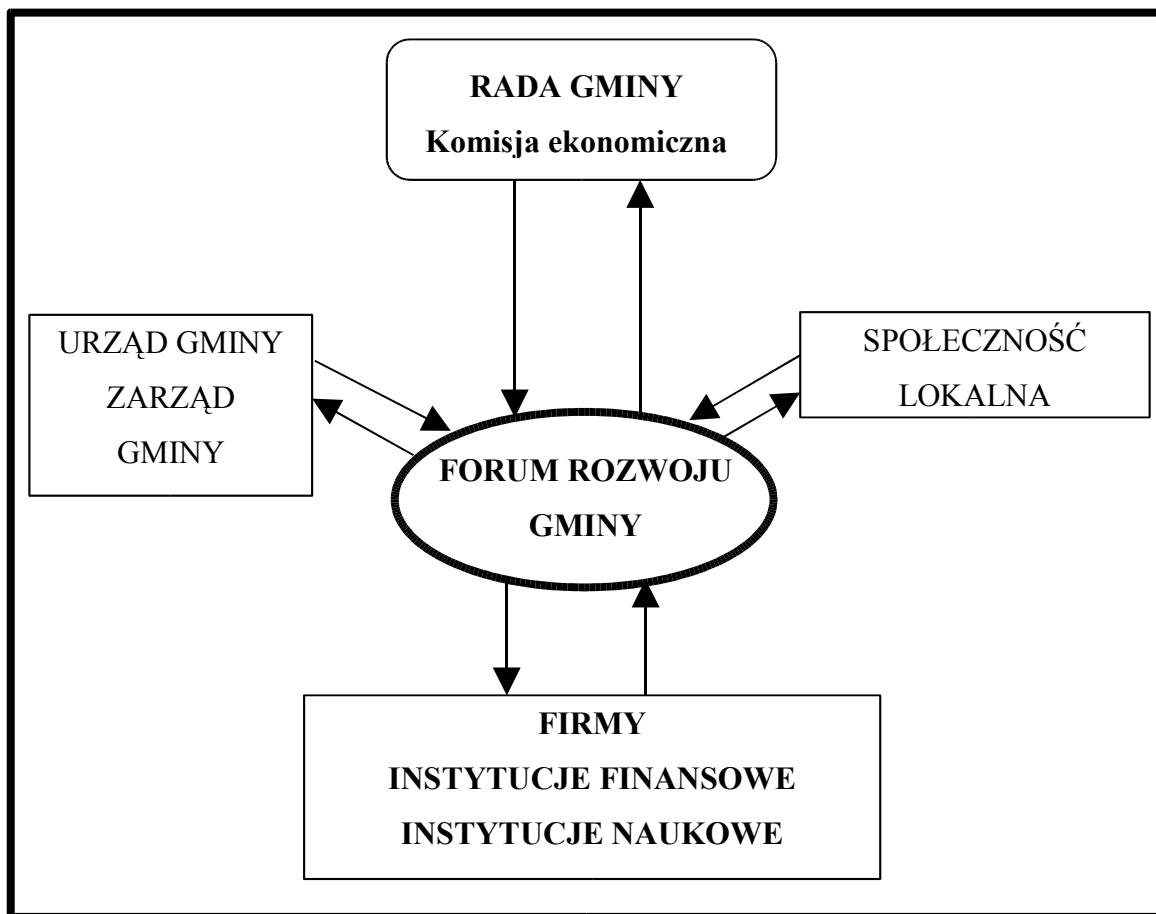 RADA GMINY
Komisja ekonomiczna
URZĄD GMINY
ZARZĄD
GMINY
SPOŁECZNOŚĆ
LOKALNA
FORUM ROZWOJU
GMINY
FIRMY
INSTYTUCJE FINANSOWE
INSTYTUCJE NAUKOWE